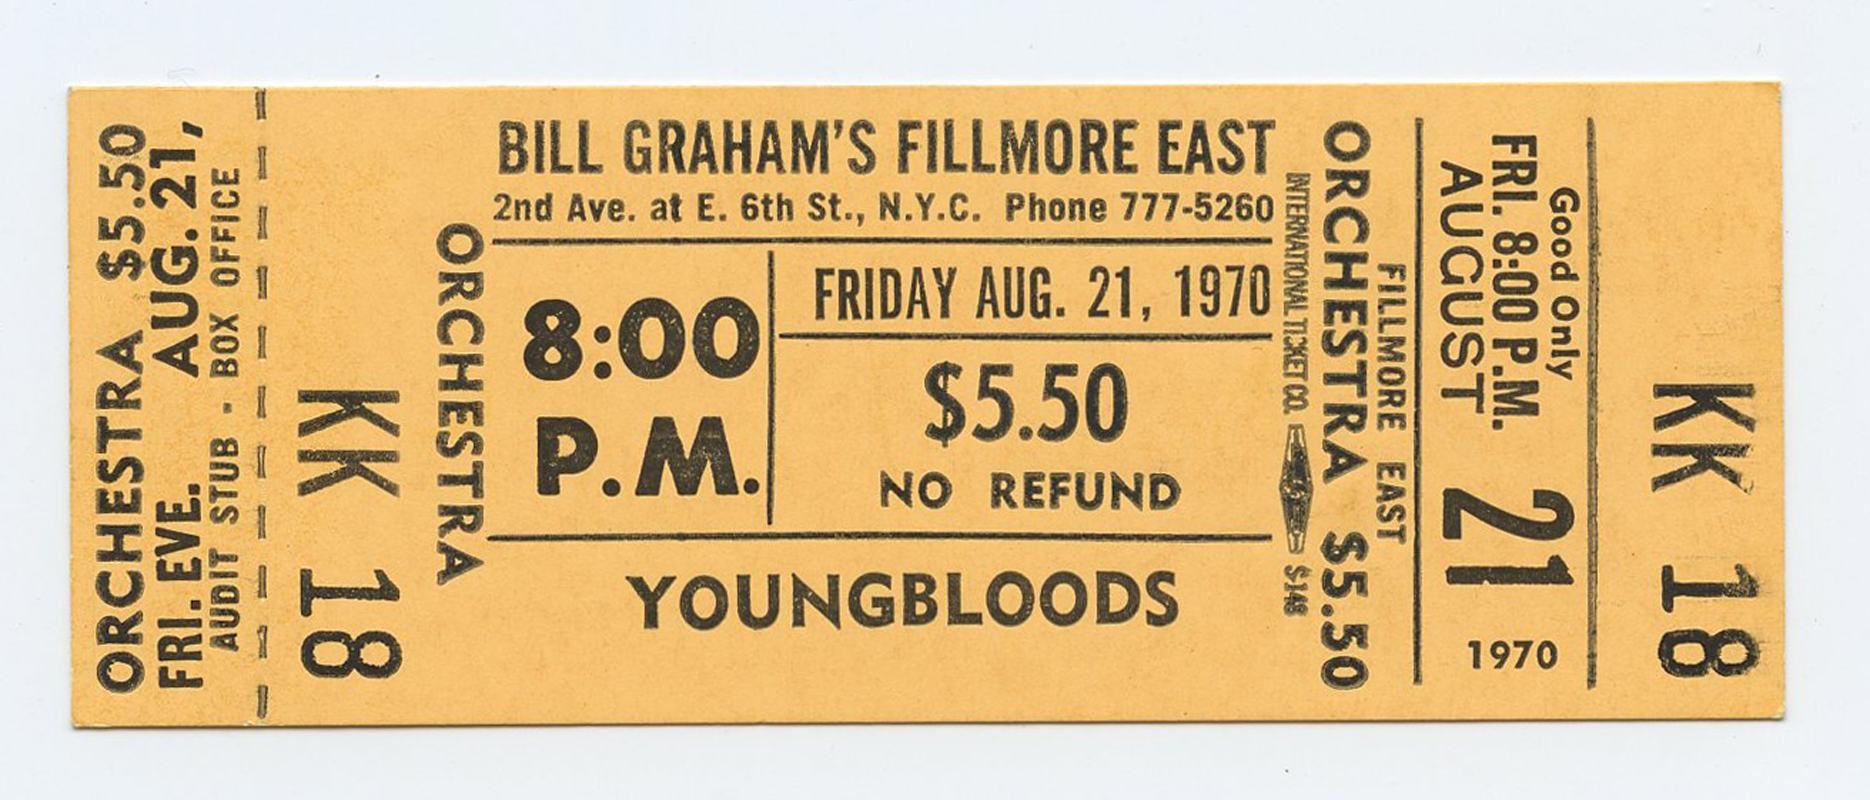 ORCHESTRA $5.50
FRI. EVE. AUG. 21,
AUDIT STUB - BOX OFFICE
KK 18
ORCHESTRA
BILL GRAHAM'S FILLMORE EAST
2nd Ave. at E. 6th St., N.Y.C. Phone 777-5260
8:00
P.M.
FRIDAY AUG. 21, 1970
$5.50
NO REFUND
YOUNGBLOODS
INTERNATIONAL TICKET CO. $148
ORCHESTRA $5.50
FILLMORE EAST
Good Only
FRI. 8:00 P.M.
AUGUST
21
1970
KK 18